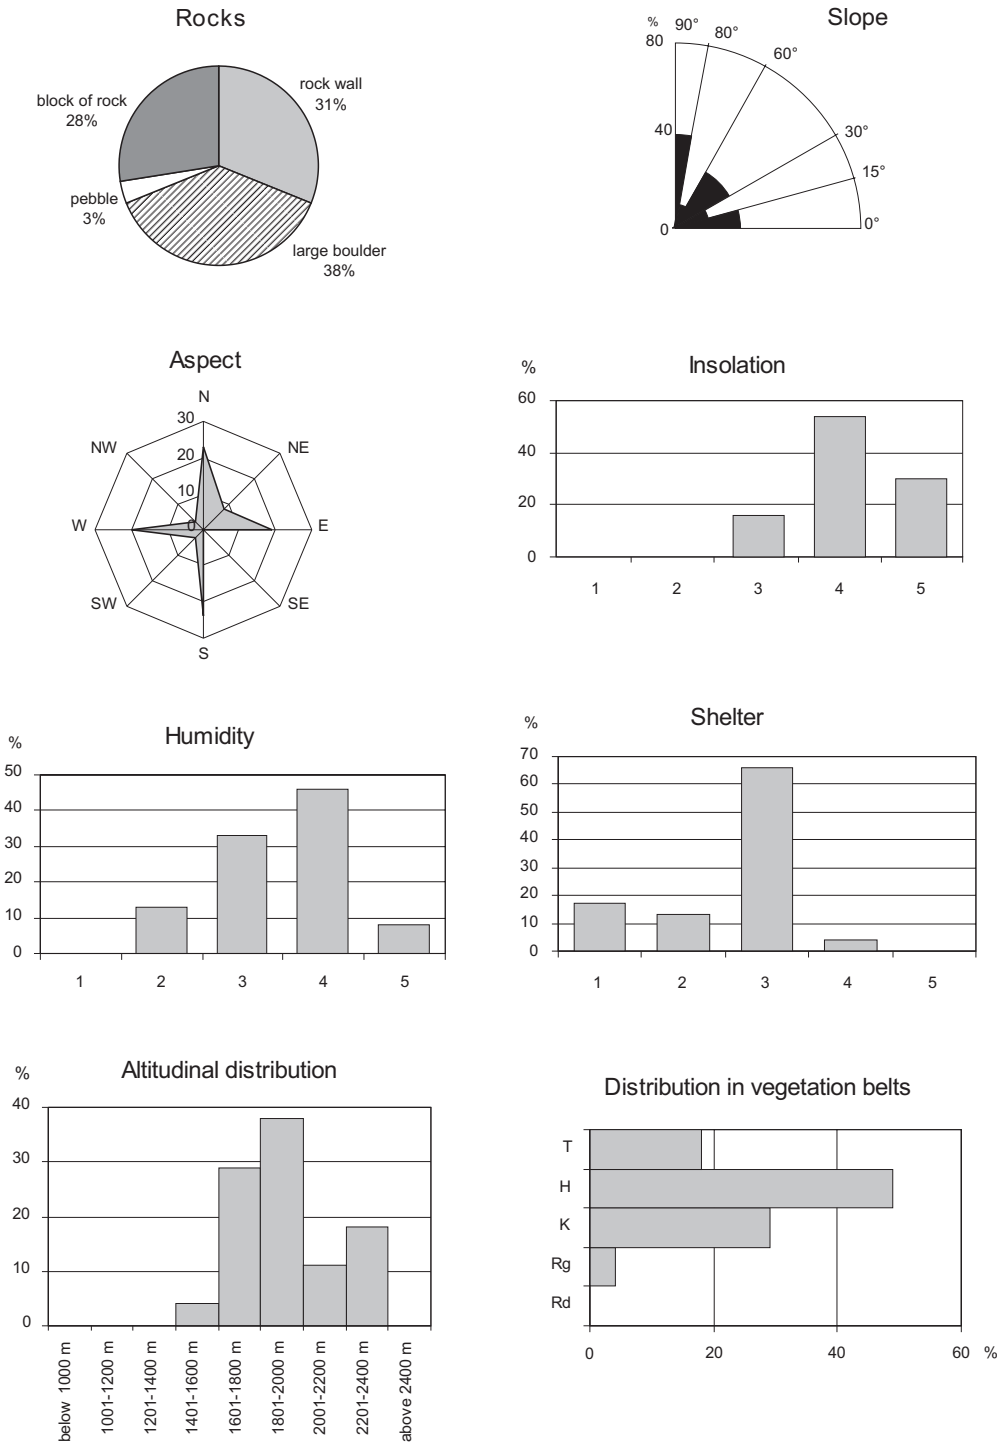 Rocks
rock wall
31%
block of rock
28%
pebble
3%
large boulder
38%
Slope
%
80
40
0
90°
80°
60°
30°
15°
0°
Aspect
N
NE
E
SE
S
SW
W
NW
30
20
10
0
Insolation
%
60
40
20
0
1 2 3 4 5
Humidity
%
50
40
30
20
10
0
1 2 3 4 5
Shelter
%
70
60
50
40
30
20
10
0
1 2 3 4 5
Altitudinal distribution
%
40
30
20
10
0
below 1000 m
1001-1200 m
1201-1400 m
1401-1600 m
1601-1800 m
1801-2000 m
2001-2200 m
2201-2400 m
above 2400 m
Distribution in vegetation belts
T
H
K
Rg
Rd
0 20 40 60 %